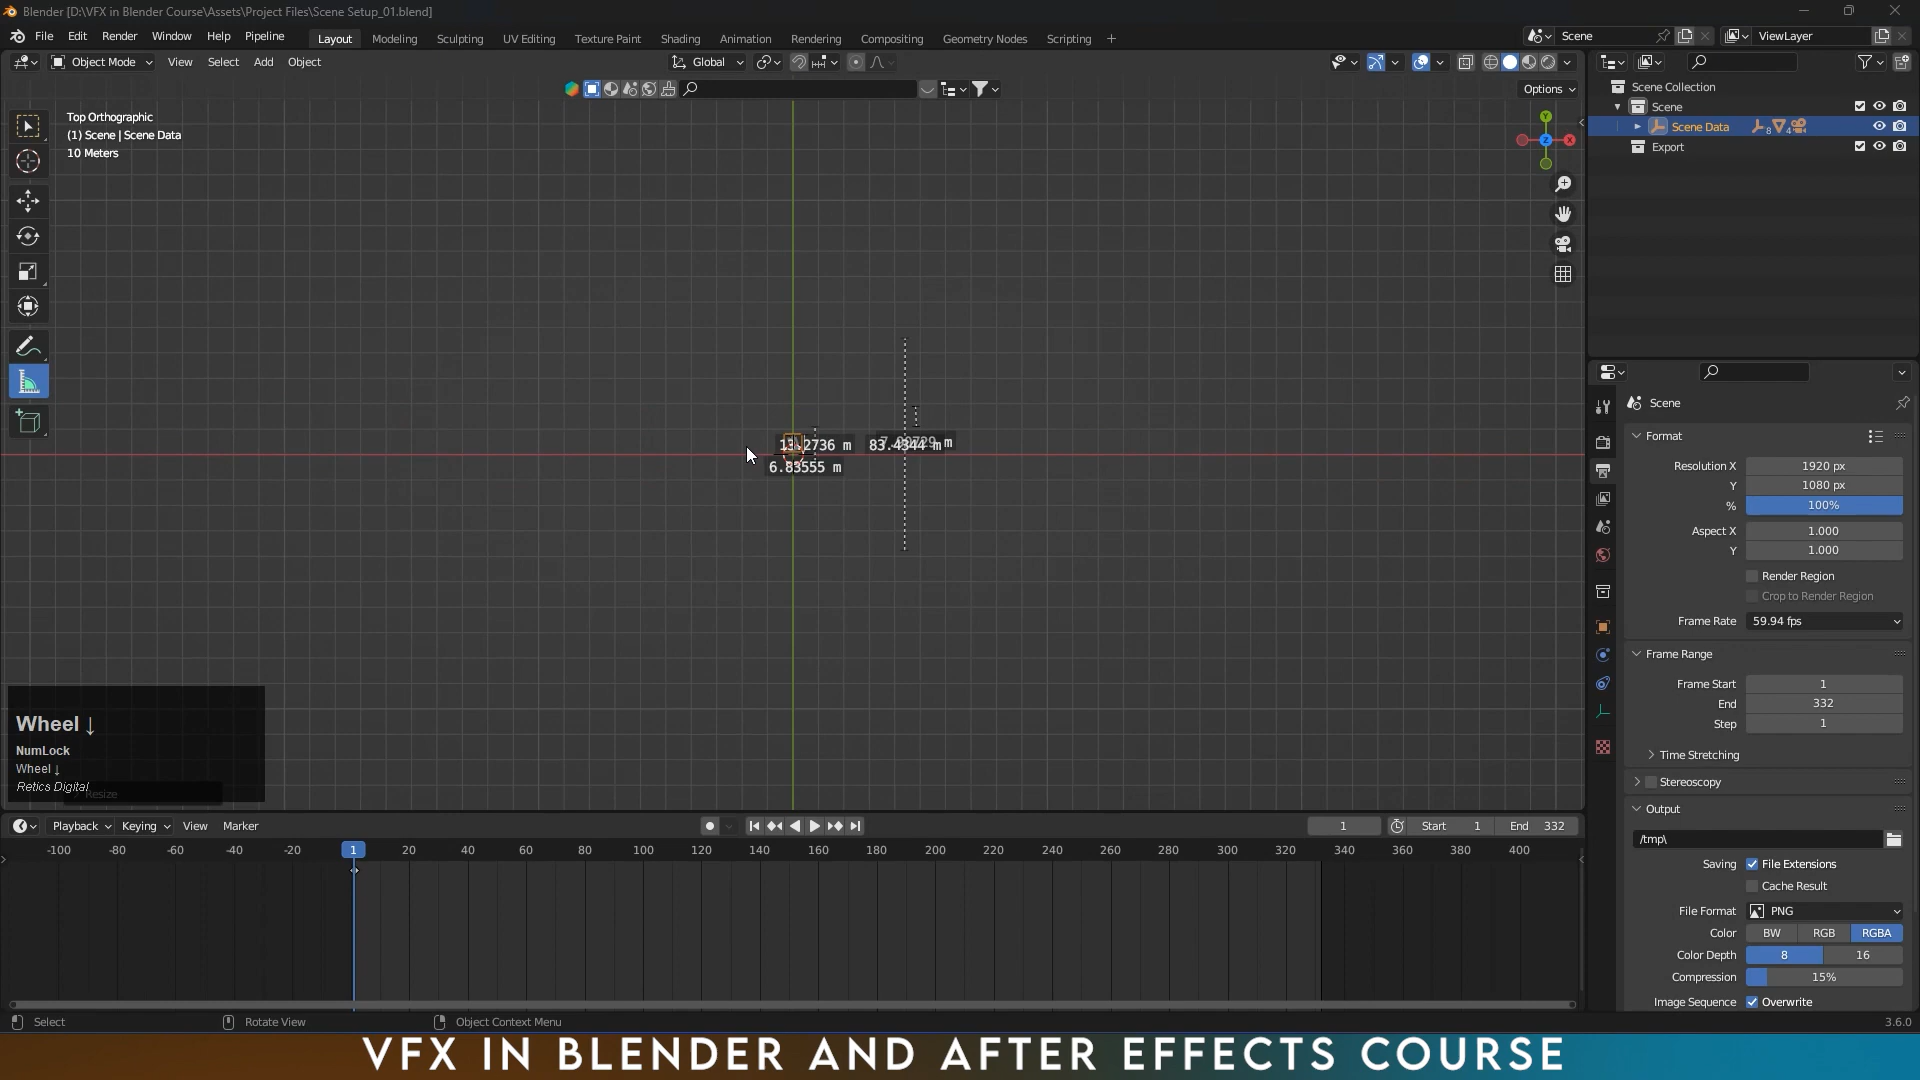 Blender [D:\VFX in Blender Course\Assets\Project Files\Scene Setup_01.blend]
File Edit Render Window Help Pipeline Layout Modeling Sculpting UV Editing Texture Paint Shading Animation Rendering Compositing Geometry Nodes Scripting + Scene ViewLayer
Object Mode View Select Add Object Global
Options
Top Orthographic
(1) Scene | Scene Data
10 Meters
Scene Collection
Scene
Scene Data 8 4
Export
Y
X
Z
13.2736 m 83.4344 m
6.83555 m
Wheel ↓
NumLock
Wheel ↓
Retics Digital
Resize
Scene
Format
Resolution X 1920 px
Y 1080 px
% 100%
Aspect X 1.000
Y 1.000
Render Region
Crop to Render Region
Frame Rate 59.94 fps
Frame Range
Frame Start 1
End 332
Step 1
Time Stretching
Stereoscopy
Output
/tmp\
Saving File Extensions
Cache Result
File Format PNG
Color BW RGB RGBA
Color Depth 8 16
Compression 15%
Image Sequence Overwrite
Playback Keying View Marker 1 Start 1 End 332
-100 -80 -60 -40 -20 1 20 40 60 80 100 120 140 160 180 200 220 240 260 280 300 320 340 360 380 400
Select Rotate View Object Context Menu 3.6.0
VFX IN BLENDER AND AFTER EFFECTS COURSE